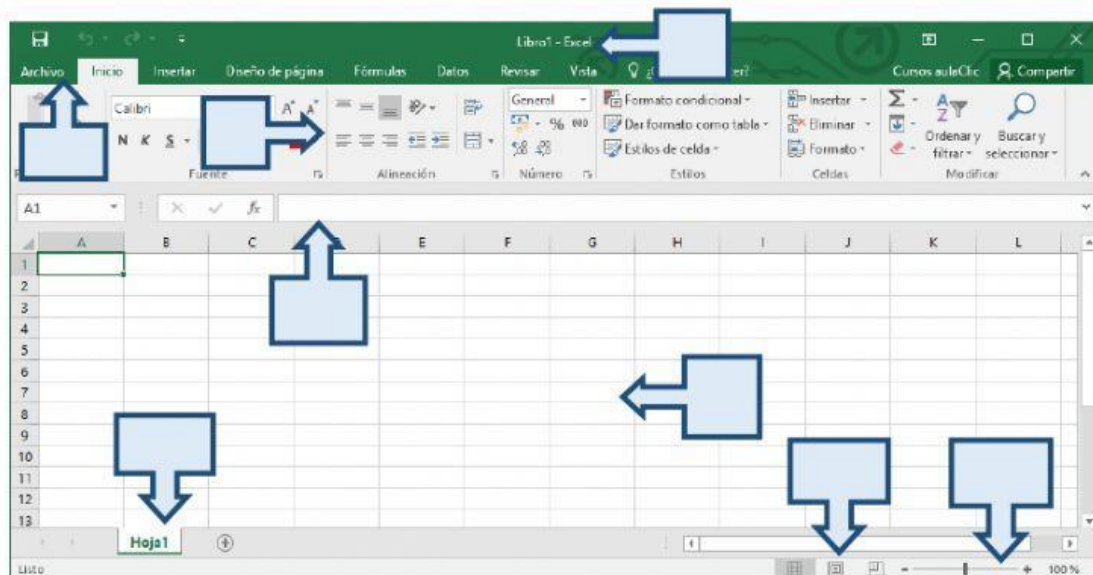 Libro1 - Excel
Archivo Inicio Insertar Diseño de página Fórmulas Datos Revisar Vista Cursos aulaClic Compartir
Calibri A A General Formato condicional Insertar Σ A Z
N K S % 000 Dar formato como tabla Eliminar Ordenar y Buscar y
Estilos de celda Formato filtrar seleccionar
Fuente Alineación Número Estilos Celdas Modificar
A1 fx
A B C E F G H I J K L
1
2
3
4
5
6
7
8
9
10
11
12
13
Hoja1
Listo 100 %